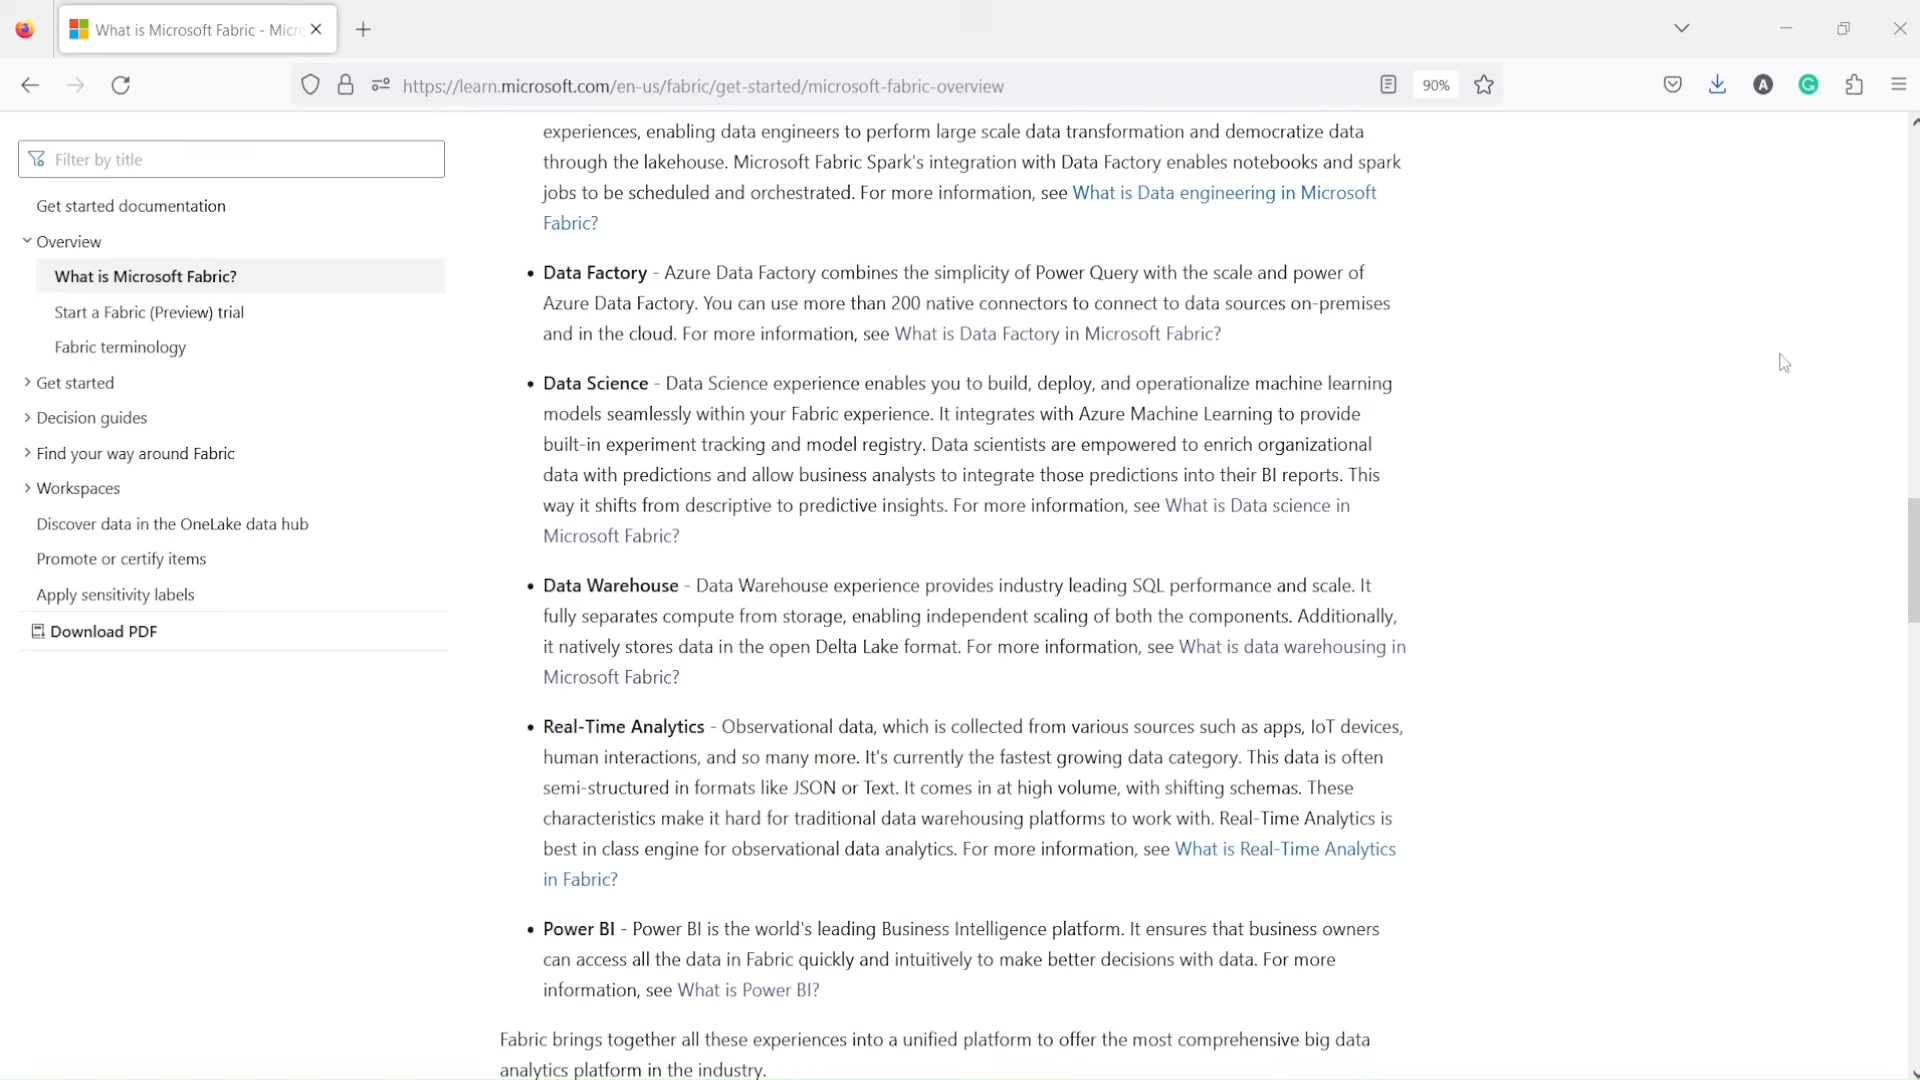 What is Microsoft Fabric - Micro
https://learn.microsoft.com/en-us/fabric/get-started/microsoft-fabric-overview
90%
A
G
Filter by title
Get started documentation
Overview
What is Microsoft Fabric?
Start a Fabric (Preview) trial
Fabric terminology
Get started
Decision guides
Find your way around Fabric
Workspaces
Discover data in the OneLake data hub
Promote or certify items
Apply sensitivity labels
Download PDF
experiences, enabling data engineers to perform large scale data transformation and democratize data
through the lakehouse. Microsoft Fabric Spark's integration with Data Factory enables notebooks and spark
jobs to be scheduled and orchestrated. For more information, see What is Data engineering in Microsoft
Fabric?
• Data Factory - Azure Data Factory combines the simplicity of Power Query with the scale and power of
Azure Data Factory. You can use more than 200 native connectors to connect to data sources on-premises
and in the cloud. For more information, see What is Data Factory in Microsoft Fabric?
• Data Science - Data Science experience enables you to build, deploy, and operationalize machine learning
models seamlessly within your Fabric experience. It integrates with Azure Machine Learning to provide
built-in experiment tracking and model registry. Data scientists are empowered to enrich organizational
data with predictions and allow business analysts to integrate those predictions into their BI reports. This
way it shifts from descriptive to predictive insights. For more information, see What is Data science in
Microsoft Fabric?
• Data Warehouse - Data Warehouse experience provides industry leading SQL performance and scale. It
fully separates compute from storage, enabling independent scaling of both the components. Additionally,
it natively stores data in the open Delta Lake format. For more information, see What is data warehousing in
Microsoft Fabric?
• Real-Time Analytics - Observational data, which is collected from various sources such as apps, IoT devices,
human interactions, and so many more. It's currently the fastest growing data category. This data is often
semi-structured in formats like JSON or Text. It comes in at high volume, with shifting schemas. These
characteristics make it hard for traditional data warehousing platforms to work with. Real-Time Analytics is
best in class engine for observational data analytics. For more information, see What is Real-Time Analytics
in Fabric?
• Power BI - Power BI is the world's leading Business Intelligence platform. It ensures that business owners
can access all the data in Fabric quickly and intuitively to make better decisions with data. For more
information, see What is Power BI?
Fabric brings together all these experiences into a unified platform to offer the most comprehensive big data
analytics platform in the industry.